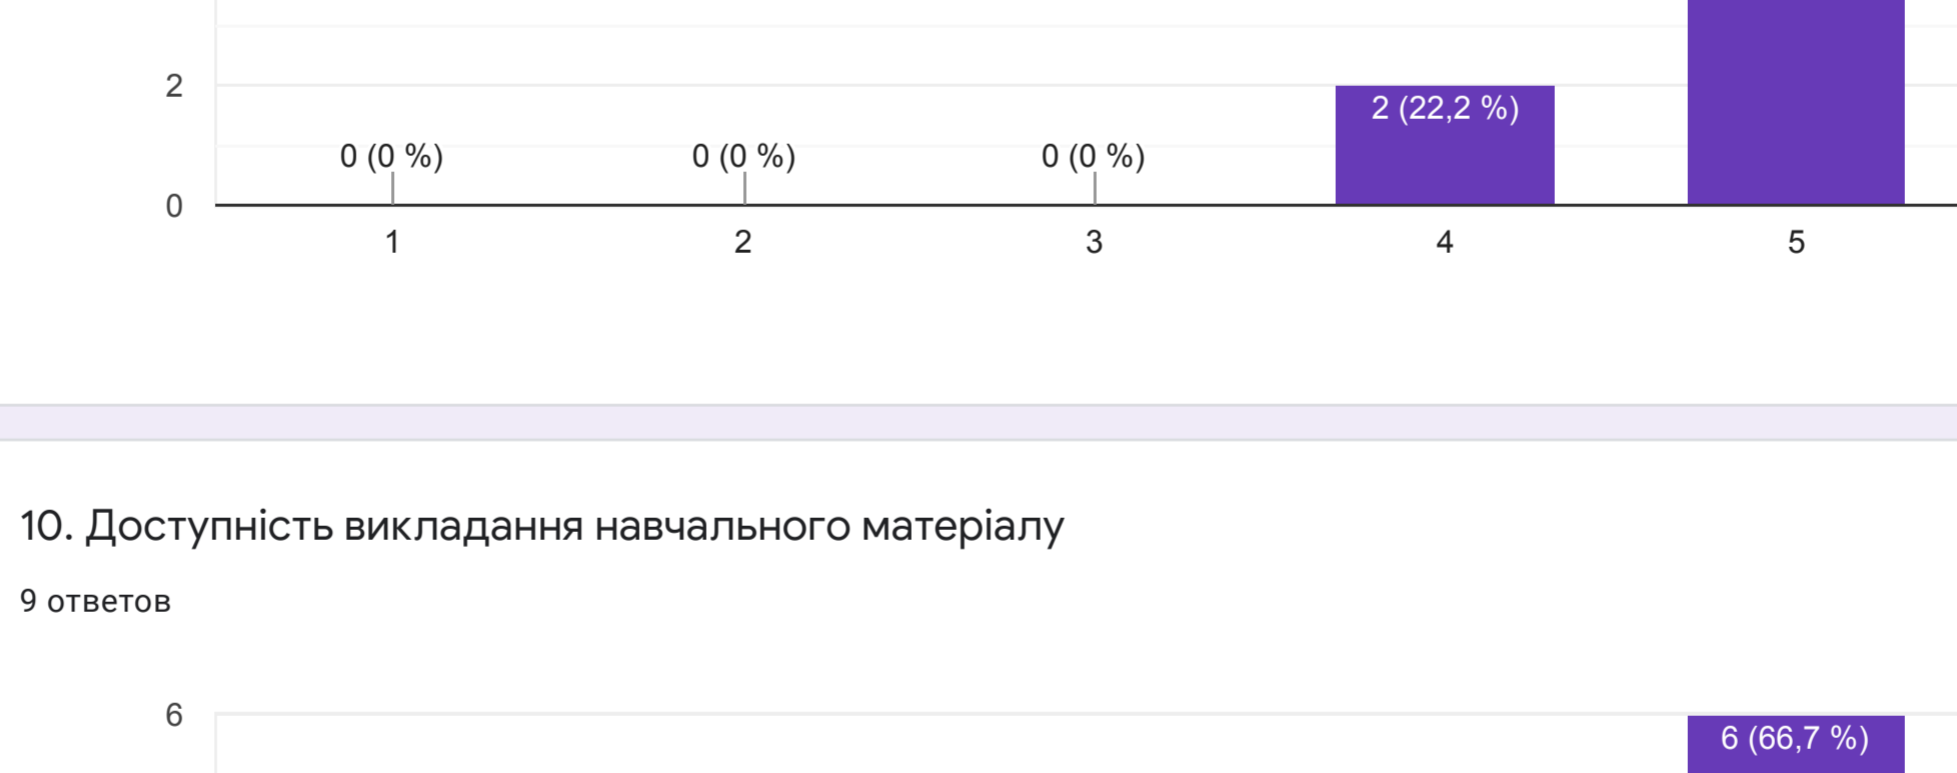 2
2 (22,2 %)
0 (0 %) 0 (0 %) 0 (0 %)
0
1 2 3 4 5
10. Доступність викладання навчального матеріалу
9 ответов
6
6 (66,7 %)